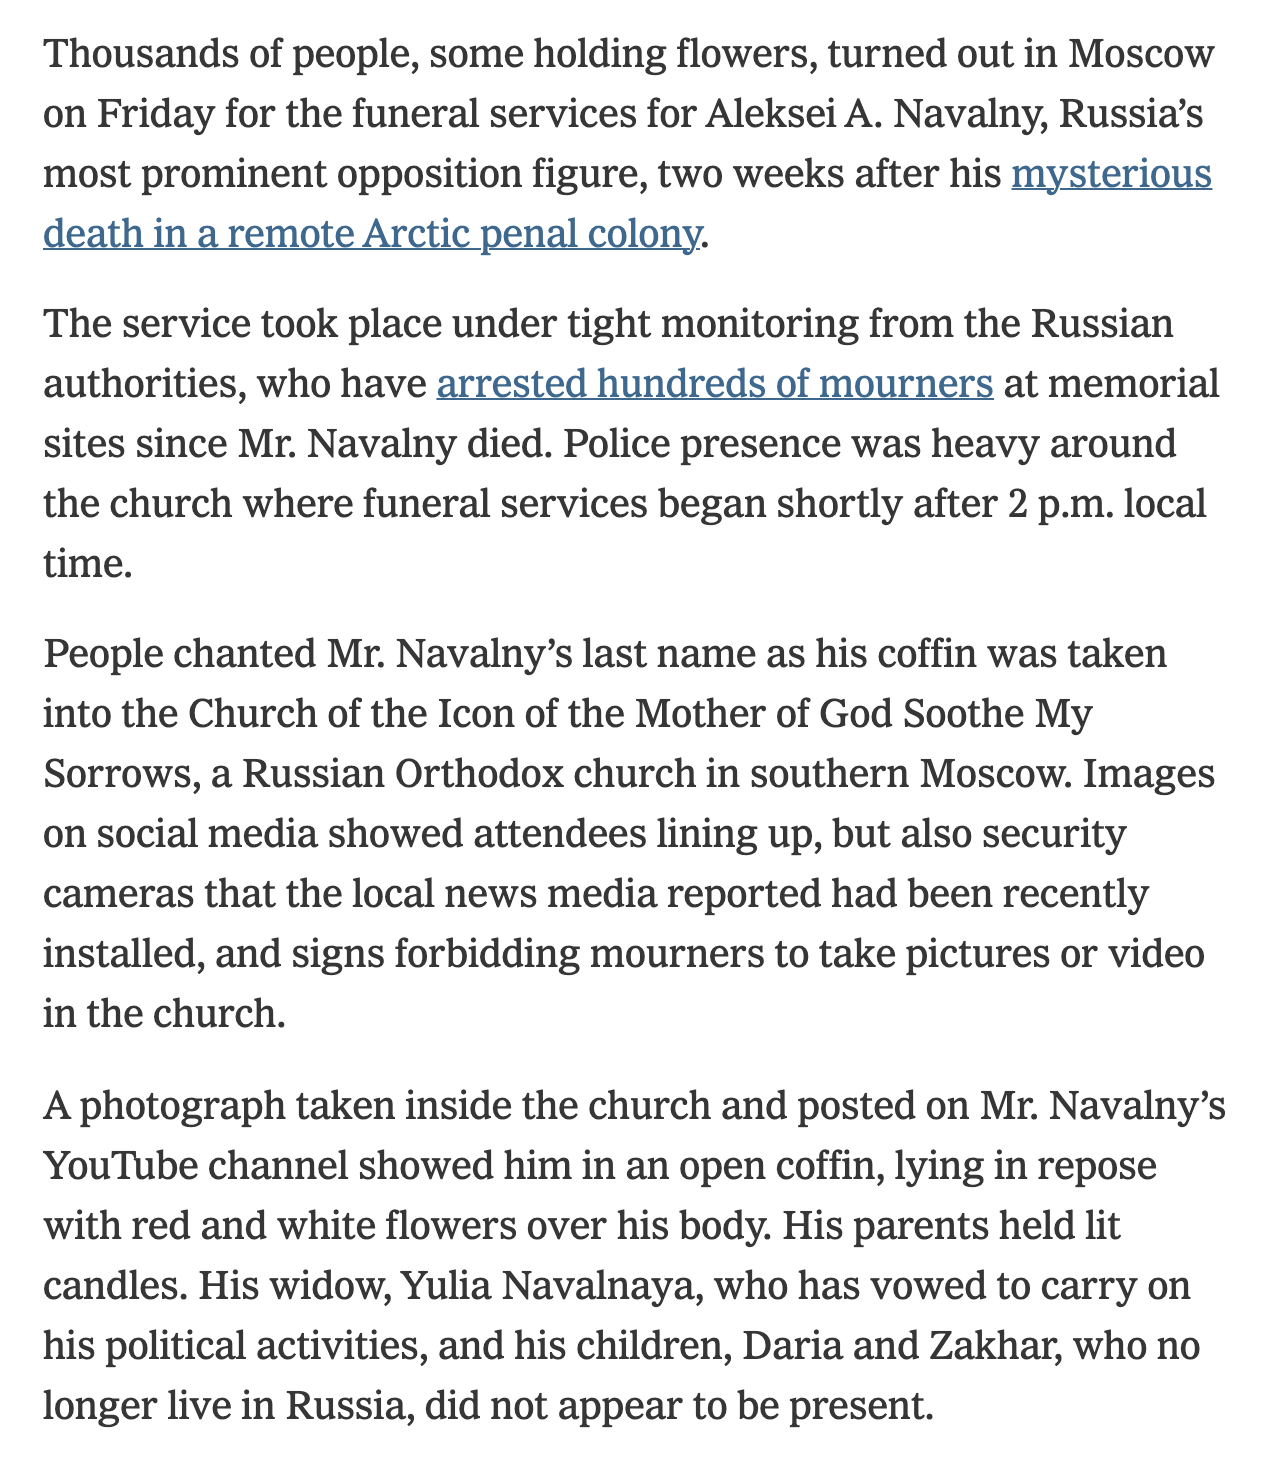 Thousands of people, some holding flowers, turned out in Moscow
on Friday for the funeral services for Aleksei A. Navalny, Russia’s
most prominent opposition figure, two weeks after his mysterious
death in a remote Arctic penal colony.
The service took place under tight monitoring from the Russian
authorities, who have arrested hundreds of mourners at memorial
sites since Mr. Navalny died. Police presence was heavy around
the church where funeral services began shortly after 2 p.m. local
time.
People chanted Mr. Navalny’s last name as his coffin was taken
into the Church of the Icon of the Mother of God Soothe My
Sorrows, a Russian Orthodox church in southern Moscow. Images
on social media showed attendees lining up, but also security
cameras that the local news media reported had been recently
installed, and signs forbidding mourners to take pictures or video
in the church.
A photograph taken inside the church and posted on Mr. Navalny’s
YouTube channel showed him in an open coffin, lying in repose
with red and white flowers over his body. His parents held lit
candles. His widow, Yulia Navalnaya, who has vowed to carry on
his political activities, and his children, Daria and Zakhar, who no
longer live in Russia, did not appear to be present.